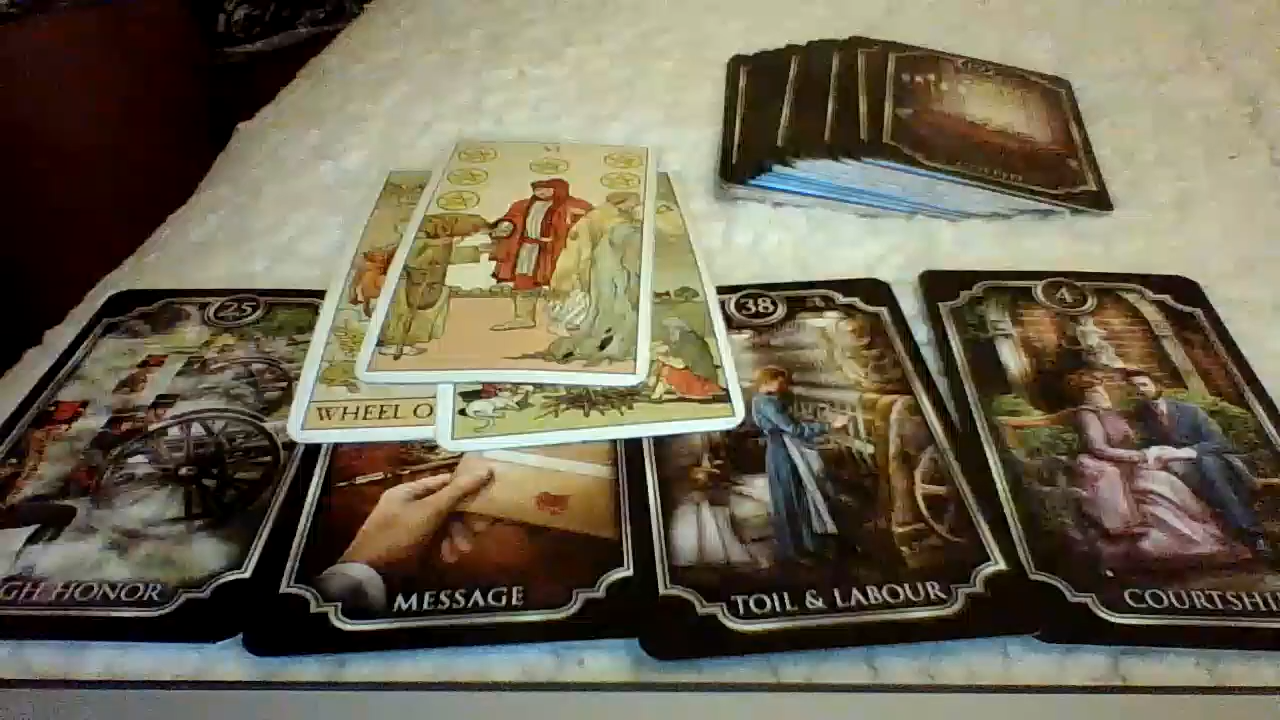 VI
25
38
4
WHEEL O
GH HONOR
MESSAGE
TOIL & LABOUR
COURTSHI